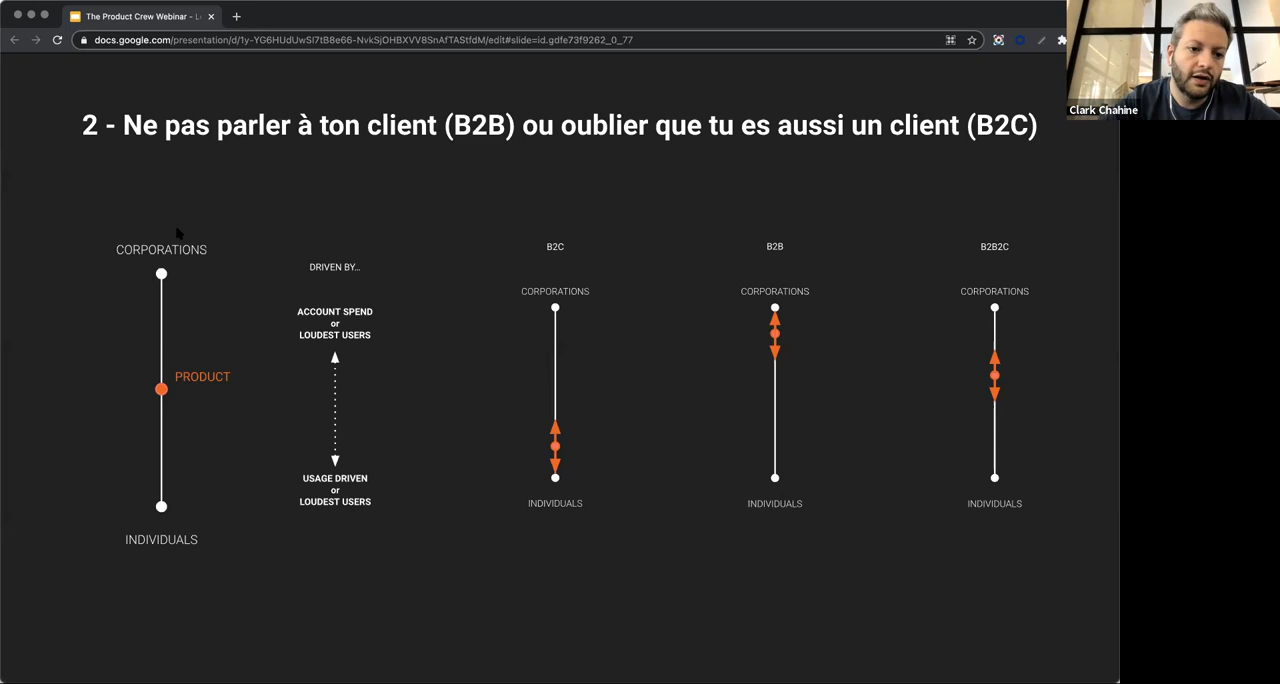 The Product Crew Webinar - L
docs.google.com/presentation/d/1y-YG6HUdUwSI7tB8e66-NvkSjOHBXVV8SnAfTAStfdM/edit#slide=id.gdfe73f9262_0_77
Clark Chahine
2 - Ne pas parler à ton client (B2B) ou oublier que tu es aussi un client (B2C)
CORPORATIONS
PRODUCT
INDIVIDUALS
DRIVEN BY...
ACCOUNT SPEND
or
LOUDEST USERS
USAGE DRIVEN
or
LOUDEST USERS
B2C
CORPORATIONS
INDIVIDUALS
B2B
CORPORATIONS
INDIVIDUALS
B2B2C
CORPORATIONS
INDIVIDUALS